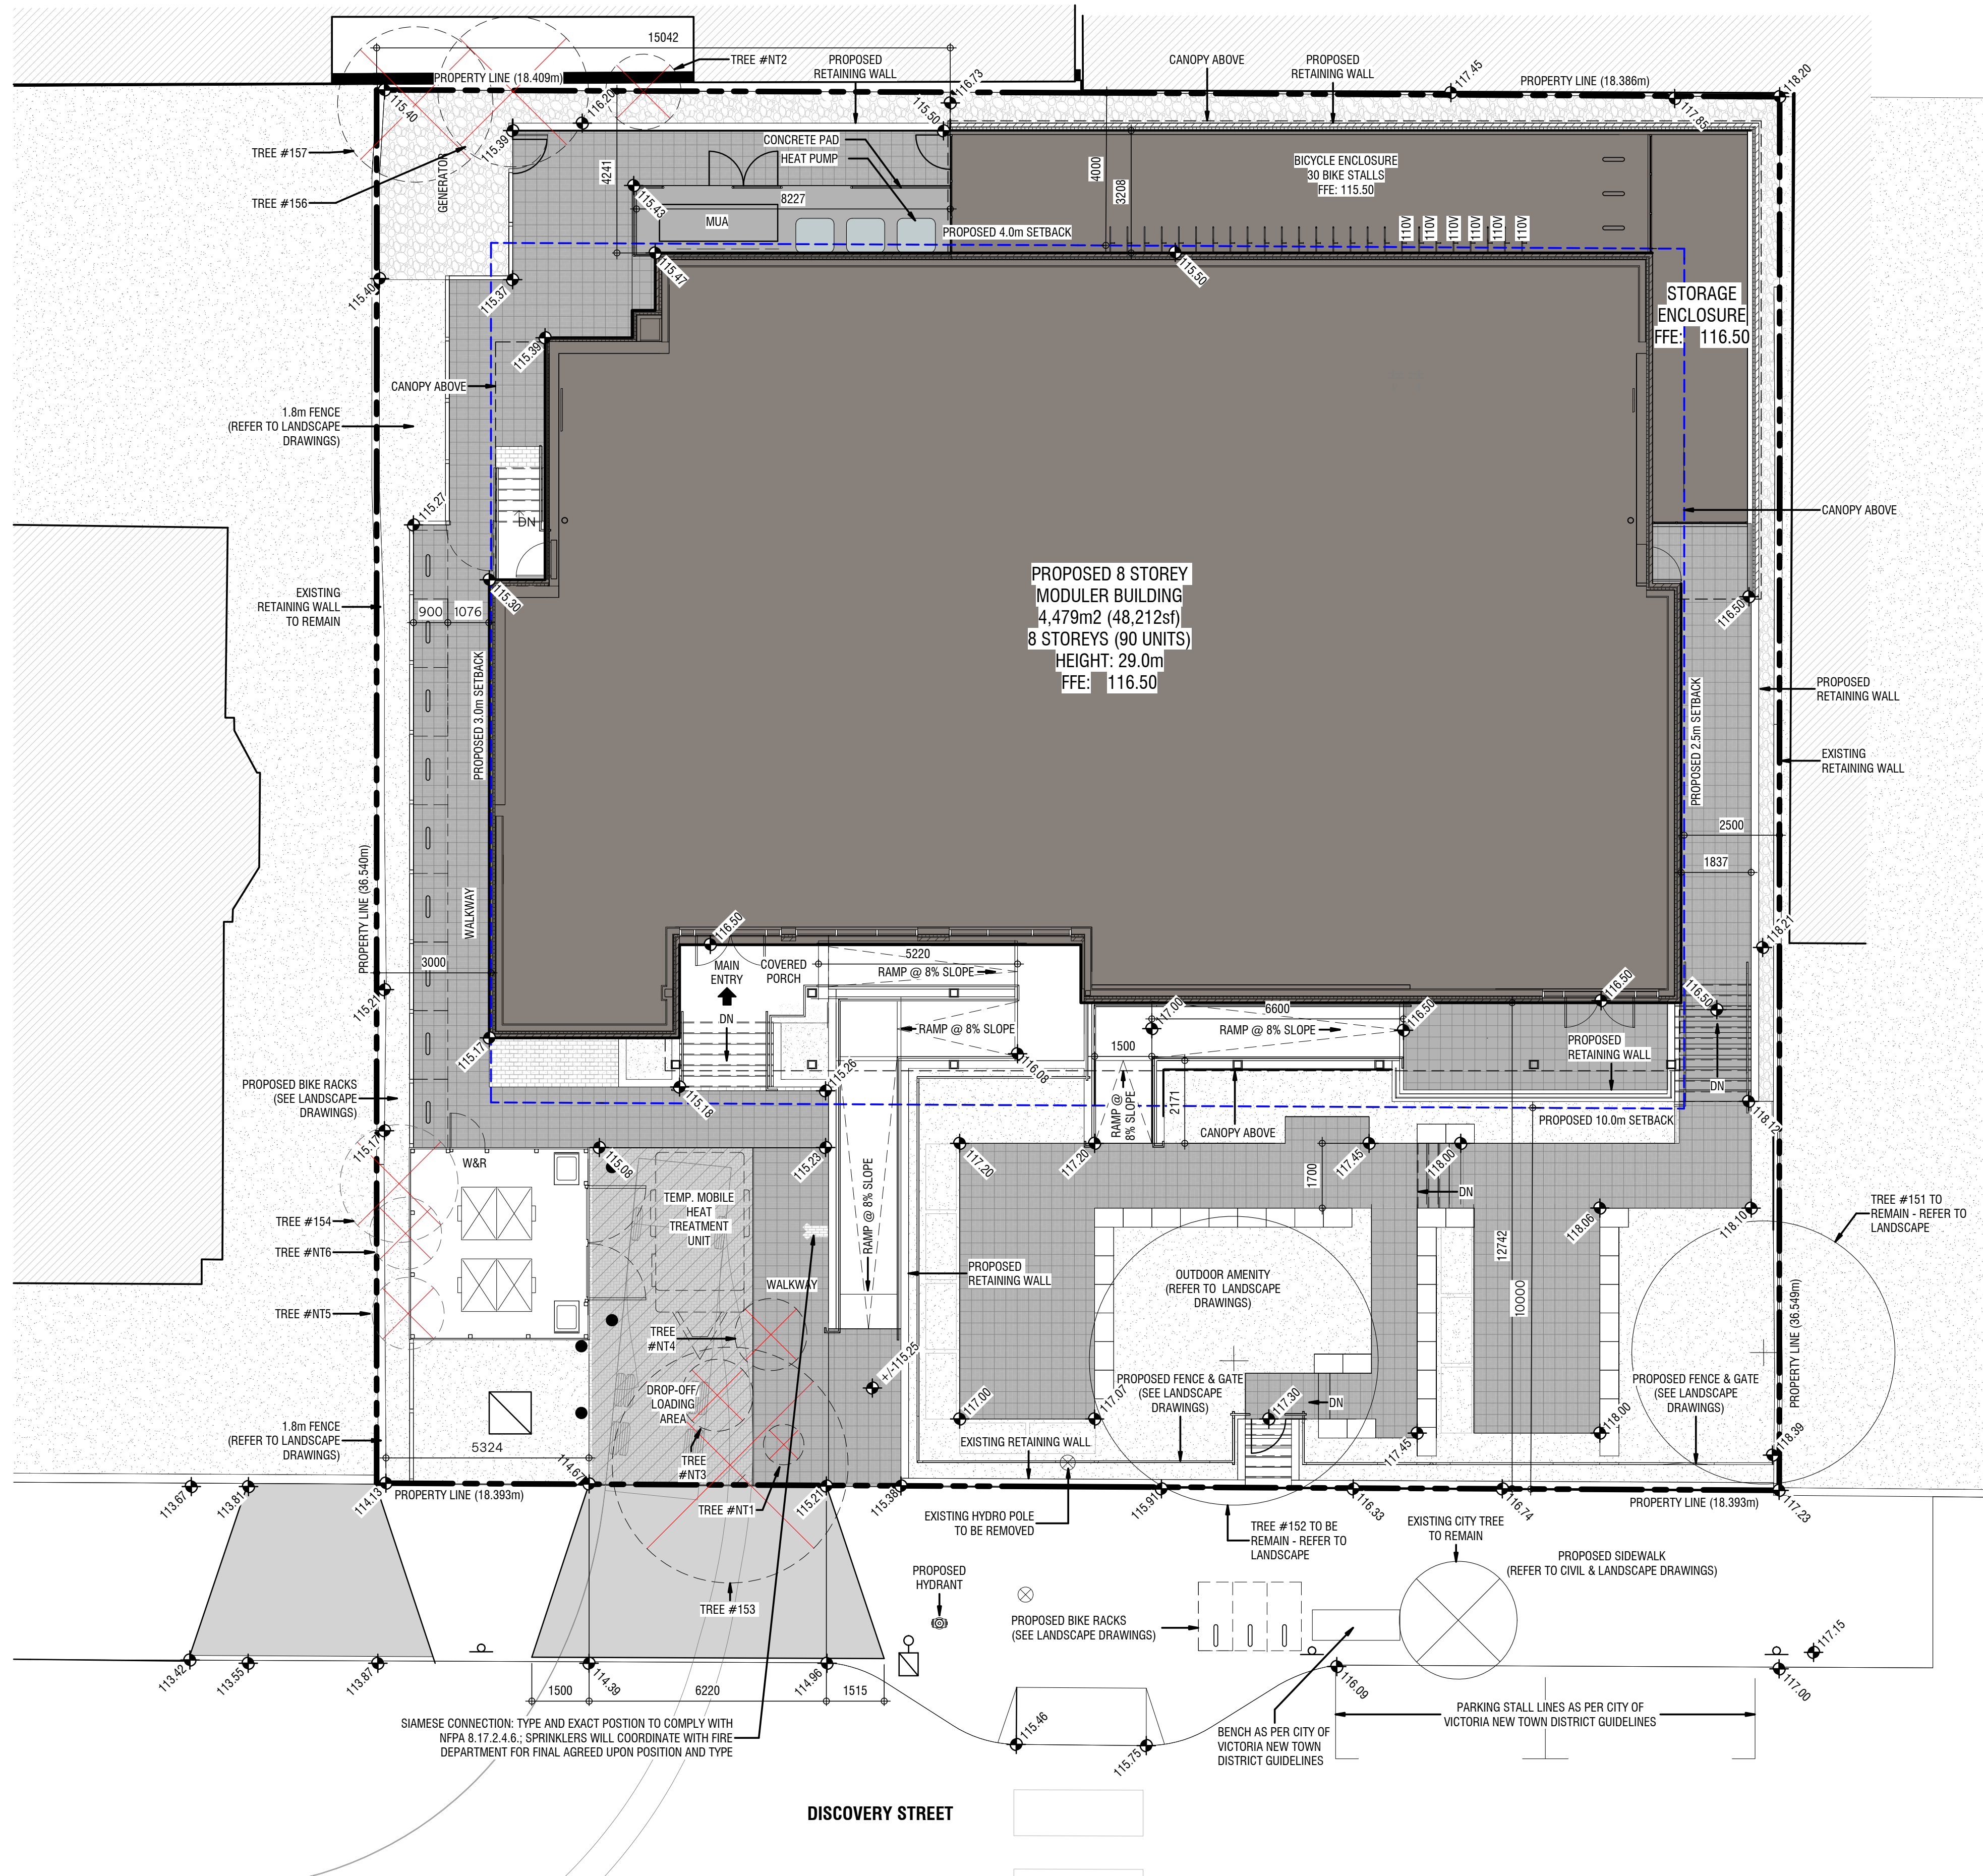 15042
TREE #NT2
PROPERTY LINE (18.409m)
PROPOSED
RETAINING WALL
CANOPY ABOVE
PROPOSED
RETAINING WALL
117.45
PROPERTY LINE (18.386m)
118.20
115.40
116.20
116.73
115.50
117.85
TREE #157
115.39
GENERATOR
CONCRETE PAD
HEAT PUMP
4241
4000
3208
BICYCLE ENCLOSURE
30 BIKE STALLS
FFE: 115.50
TREE #156
115.43
8227
MUA
PROPOSED 4.0m SETBACK
110V
110V
110V
110V
110V
110V
110V
115.47
115.50
115.40
115.37
STORAGE
ENCLOSURE
FFE: 116.50
115.39
CANOPY ABOVE
1.8m FENCE
(REFER TO LANDSCAPE
DRAWINGS)
115.27
DN
CANOPY ABOVE
EXISTING
RETAINING WALL
TO REMAIN
900
1076
115.30
116.50
PROPOSED 8 STOREY
MODULER BUILDING
4,479m2 (48,212sf)
8 STOREYS (90 UNITS)
HEIGHT: 29.0m
FFE: 116.50
PROPOSED 3.0m SETBACK
PROPOSED 2.5m SETBACK
PROPOSED
RETAINING WALL
EXISTING
RETAINING WALL
2500
1837
PROPERTY LINE (36.540m)
WALKWAY
3000
115.21
116.50
MAIN
ENTRY
COVERED
PORCH
5220
RAMP @ 8% SLOPE
118.21
DN
RAMP @ 8% SLOPE
117.00
6600
RAMP @ 8% SLOPE
116.50
116.50
116.50
PROPOSED
RETAINING WALL
115.17
1500
116.08
DN
PROPOSED BIKE RACKS
(SEE LANDSCAPE
DRAWINGS)
115.18
115.26
RAMP @
8% SLOPE
2171
CANOPY ABOVE
PROPOSED 10.0m SETBACK
118.12
115.17
W&R
115.08
115.23
117.20
117.20
117.45
118.00
1700
DN
RAMP @ 8% SLOPE
TEMP. MOBILE
HEAT
TREATMENT
UNIT
118.06
118.10
TREE #151 TO
REMAIN - REFER TO
LANDSCAPE
TREE #154
TREE #NT6
12742
10000
WALKWAY
PROPOSED
RETAINING WALL
OUTDOOR AMENITY
(REFER TO LANDSCAPE
DRAWINGS)
PROPERTY LINE (36.549m)
TREE #NT5
TREE
#NT4
+/-115.25
DROP-OFF/
LOADING
AREA
117.00
117.07
PROPOSED FENCE & GATE
(SEE LANDSCAPE
DRAWINGS)
117.30
DN
117.45
118.00
PROPOSED FENCE & GATE
(SEE LANDSCAPE
DRAWINGS)
118.39
1.8m FENCE
(REFER TO LANDSCAPE
DRAWINGS)
5324
EXISTING RETAINING WALL
TREE
#NT3
113.67
113.81
114.13
PROPERTY LINE (18.393m)
114.67
TREE #NT1
115.21
115.38
115.91
116.33
116.74
PROPERTY LINE (18.393m)
117.23
EXISTING HYDRO POLE
TO BE REMOVED
TREE #152 TO BE
REMAIN - REFER TO
LANDSCAPE
EXISTING CITY TREE
TO REMAIN
PROPOSED SIDEWALK
(REFER TO CIVIL & LANDSCAPE DRAWINGS)
PROPOSED
HYDRANT
TREE #153
PROPOSED BIKE RACKS
(SEE LANDSCAPE DRAWINGS)
117.15
113.42
113.55
113.87
114.39
114.96
116.09
117.00
1500
6220
1515
SIAMESE CONNECTION: TYPE AND EXACT POSTION TO COMPLY WITH
NFPA 8.17.2.4.6.; SPRINKLERS WILL COORDINATE WITH FIRE
DEPARTMENT FOR FINAL AGREED UPON POSITION AND TYPE
115.46
115.75
BENCH AS PER CITY OF
VICTORIA NEW TOWN
DISTRICT GUIDELINES
PARKING STALL LINES AS PER CITY OF
VICTORIA NEW TOWN DISTRICT GUIDELINES
DISCOVERY STREET